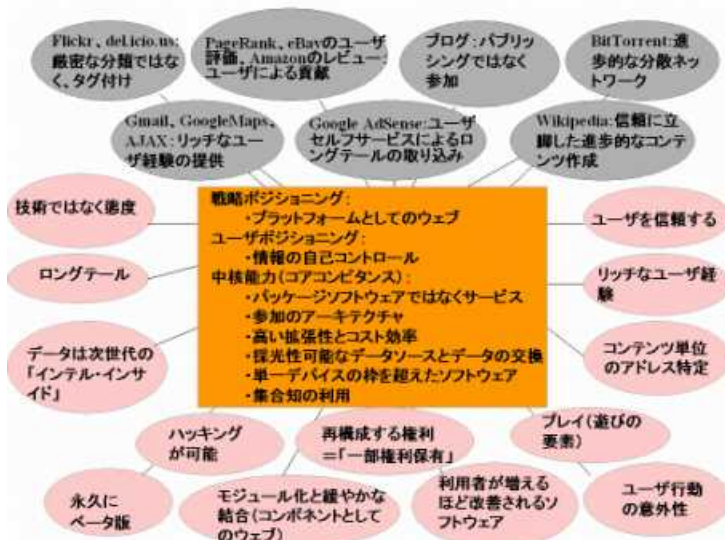 Flickr、del.icio.us:
厳密な分類ではな
く、タグ付け
PageRank、eBayのユーザ
評価、Amazonのレビュー:
ユーザによる貢献
ブログ:パブリッ
シングではなく
参加
BitTorrent:進
歩的な分散ネッ
トワーク
Gmail、GoogleMaps、
AJAX:リッチなユー
ザ経験の提供
Google AdSense:ユーザ
セルフサービスによるロ
ングテールの取り込み
Wikipedia:信頼に立
脚した進歩的なコンテ
ンツ作成
技術ではなく態度
ロングテール
データは次世代の
「インテル・インサ
イド」
戦略ポジショニング:
・プラットフォームとしてのウェブ
ユーザポジショニング:
・情報の自己コントロール
中核能力(コアコンピタンス):
・パッケージソフトウェアではなくサービス
・参加のアーキテクチャ
・高い拡張性とコスト効率
・採光性可能なデータソースとデータの交換
・単一デバイスの枠を超えたソフトウェア
・集合知の利用
ユーザを信頼する
リッチなユーザ経
験
コンテンツ単位
のアドレス特定
ハッキング
が可能
再構成する権利
=「一部権利保有」
プレイ(遊びの
要素)
永久に
ベータ版
モジュール化と緩やかな
結合(コンポネントとして
のウェブ)
利用者が増える
ほど改善されるソ
フトウェア
ユーザ行動
の意外性